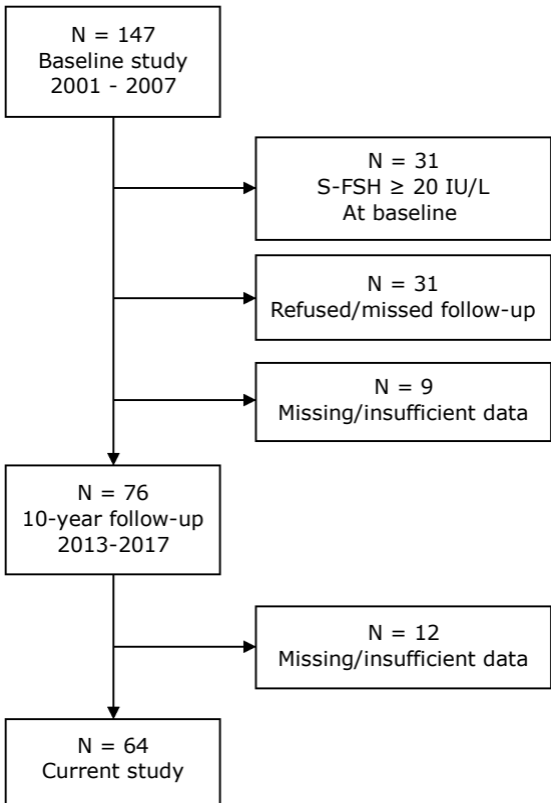 N = 147
Baseline study
2001 - 2007
N = 31
S-FSH ≥ 20 IU/L
At baseline
N = 31
Refused/missed follow-up
N = 9
Missing/insufficient data
N = 76
10-year follow-up
2013-2017
N = 12
Missing/insufficient data
N = 64
Current study